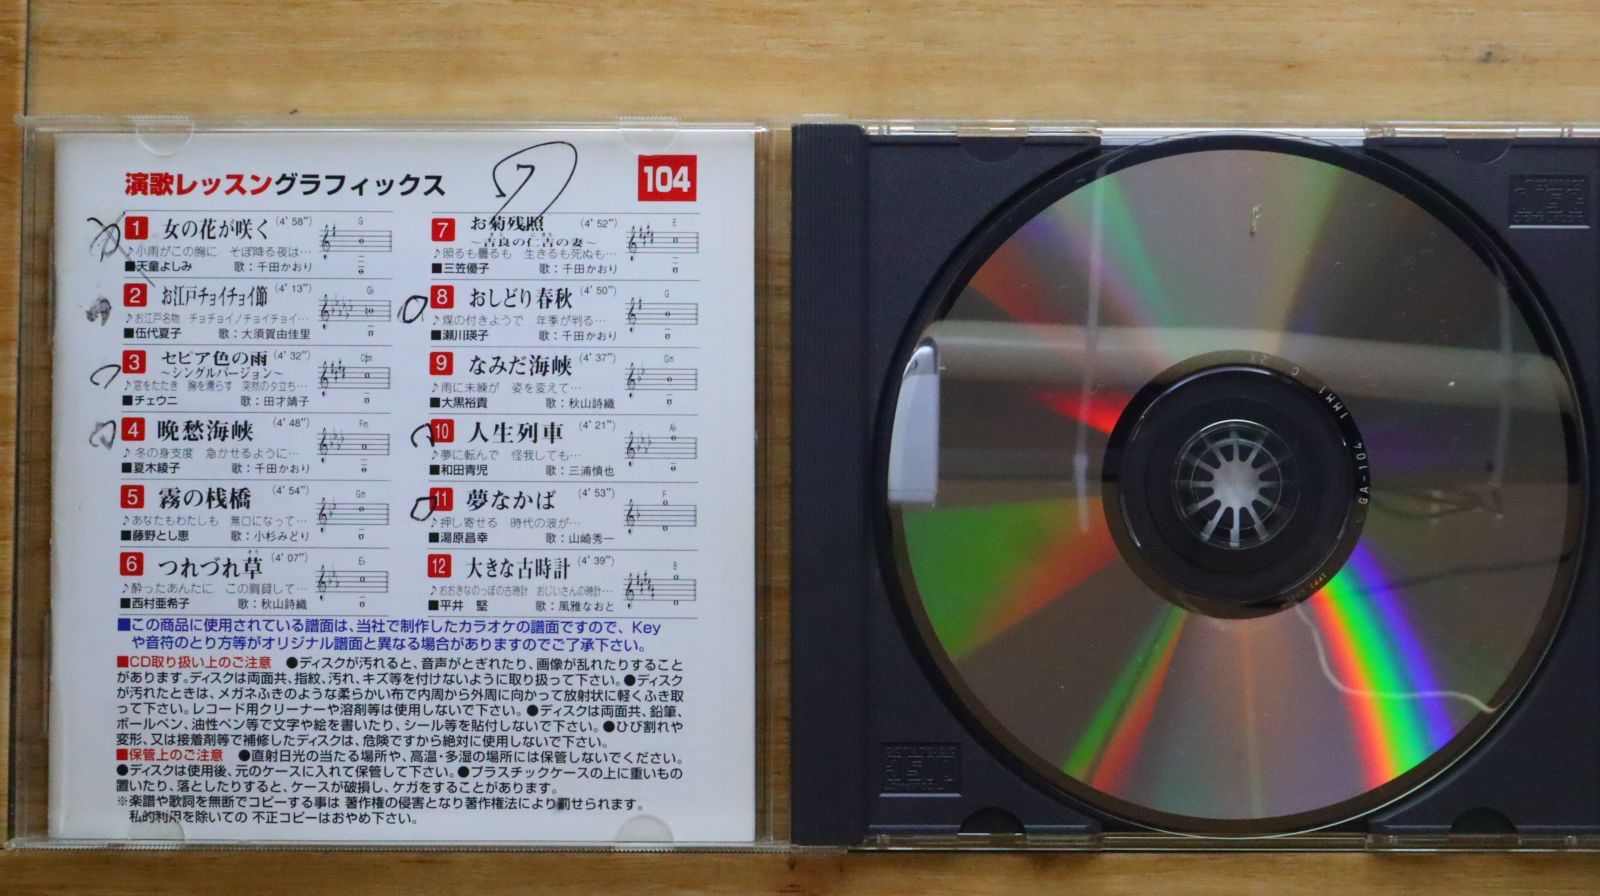 演歌レッスングラフィックス
104
7
1 女の花が咲く (4'58") G
♪小雨がこの胸に そぼ降る夜は…
■天童よしみ 歌：千田かおり
2 お江戸チョイチョイ節 (4'13") G♭
♪お江戸名物 チョチョイノチョイチョイ…
■伍代夏子 歌：大須賀由佳里
3 セピア色の雨 (4'32") C#m
～シングルバージョン～
♪窓をたたき 胸を濡らす 突然の夕立ち…
■チェウニ 歌：田才靖子
4 晩愁海峡 (4'48") Fm
♪冬の身支度 急かせるように…
■夏木綾子 歌：千田かおり
5 霧の桟橋 (4'54") Gm
♪あなたもわたしも 無口になって…
■藤野とし恵 歌：小杉みどり
6 つれづれ草 (4'07") E♭
♪酔ったあんたに この肩貸して…
■西村亜希子 歌：秋山詩織
7 お菊残照 (4'52") E
～吉良の仁吉の妻～
♪照るも曇るも 生きるも死ぬも…
■三笠優子 歌：千田かおり
8 おしどり春秋 (4'50") G
♪煤の付きようで 年季が判る…
■瀬川瑛子 歌：千田かおり
9 なみだ海峡 (4'37") Gm
♪雨に未練が 姿を変えて…
■大黒裕貴 歌：秋山詩織
10 人生列車 (4'21") A♭
♪夢に転んで 怪我しても…
■和田青児 歌：三浦慎也
11 夢なかば (4'53") F
♪押し寄せる 時代の波が…
■湯原昌幸 歌：山崎秀一
12 大きな古時計 (4'39") B
♪おおきなのっぽの古時計 おじいさんの時計…
■平井 堅 歌：風雅なおと
■この商品に使用されている譜面は、当社で制作したカラオケの譜面ですので、Key
や音符のとり方等がオリジナル譜面と異なる場合がありますのでご了承下さい。
■CD取り扱い上のご注意 ●ディスクが汚れると、音声がとぎれたり、画像が乱れたりすること
があります。ディスクは両面共、指紋、汚れ、キズ等を付けないように取り扱って下さい。●ディスク
が汚れたときは、メガネふきのような柔らかい布で内周から外周に向かって放射状に軽くふき取
って下さい。レコード用クリーナーや溶剤等は使用しないで下さい。●ディスクは両面共、鉛筆、
ボールペン、油性ペン等で文字や絵を書いたり、シール等を貼付しないで下さい。●ひび割れや
変形、又は接着剤等で補修したディスクは、危険ですから絶対に使用しないで下さい。
■保管上のご注意 ●直射日光の当たる場所や、高温・多湿の場所には保管しないでください。
●ディスクは使用後、元のケースに入れて保管して下さい。●プラスチックケースの上に重いもの
置いたり、落としたりすると、ケースが破損し、ケガをすることがあります。
※楽譜や歌詞を無断でコピーする事は 著作権の侵害となり著作権法により罰せられます。
私的利用を除いての 不正コピーはおやめ下さい。
GA-104 1MM1 C